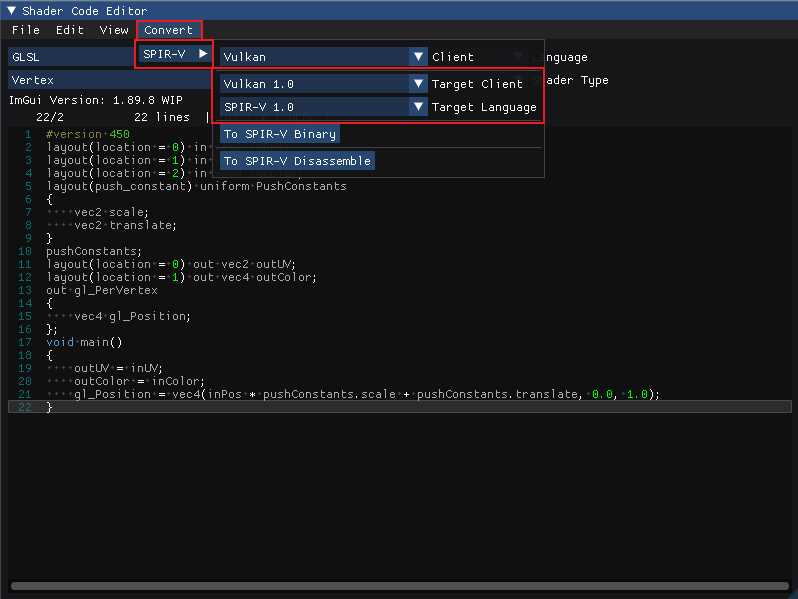 Shader Code Editor
File Edit View Convert
GLSL SPIR-V Vulkan Client Language
Vertex Vulkan 1.0 Target Client ader Type
ImGui Version: 1.89.8 WIP SPIR-V 1.0 Target Language
22/2 22 lines |
To SPIR-V Binary
To SPIR-V Disassemble
1 #version 450
2 layout(location = 0) in
3 layout(location = 1) in
4 layout(location = 2) in
5 layout(push_constant) uniform PushConstants
6 {
7 vec2 scale;
8 vec2 translate;
9 }
10 pushConstants;
11 layout(location = 0) out vec2 outUV;
12 layout(location = 1) out vec4 outColor;
13 out gl_PerVertex
14 {
15 vec4 gl_Position;
16 };
17 void main()
18 {
19 outUV = inUV;
20 outColor = inColor;
21 gl_Position = vec4(inPos * pushConstants.scale + pushConstants.translate, 0.0, 1.0);
22 }